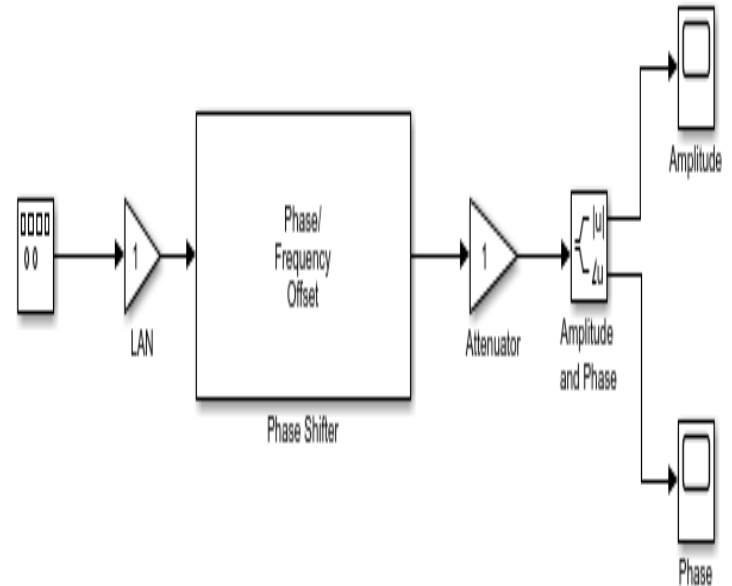 1
LAN
Phase/
Frequency
Offset
Phase Shifter
1
Attenuator
|u|
∠u
Amplitude
and Phase
Amplitude
Phase